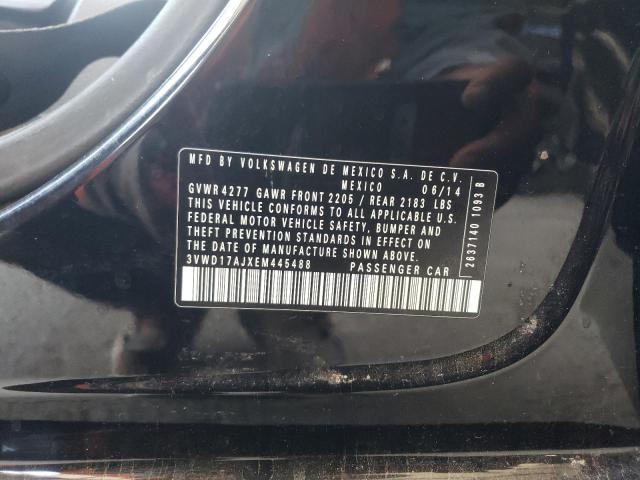 MFD BY VOLKSWAGEN DE MEXICO S.A. DE C.V.
MEXICO 06/14
GVWR 4277 GAWR FRONT 2205 / REAR 2183 LBS
THIS VEHICLE CONFORMS TO ALL APPLICABLE U.S.
FEDERAL MOTOR VEHICLE SAFETY, BUMPER AND
THEFT PREVENTION STANDARDS IN EFFECT ON
THE DATE OF MANUFACTURE SHOWN ABOVE.
3VWD17AJXEM445488 PASSENGER CAR
2637140 1093 B